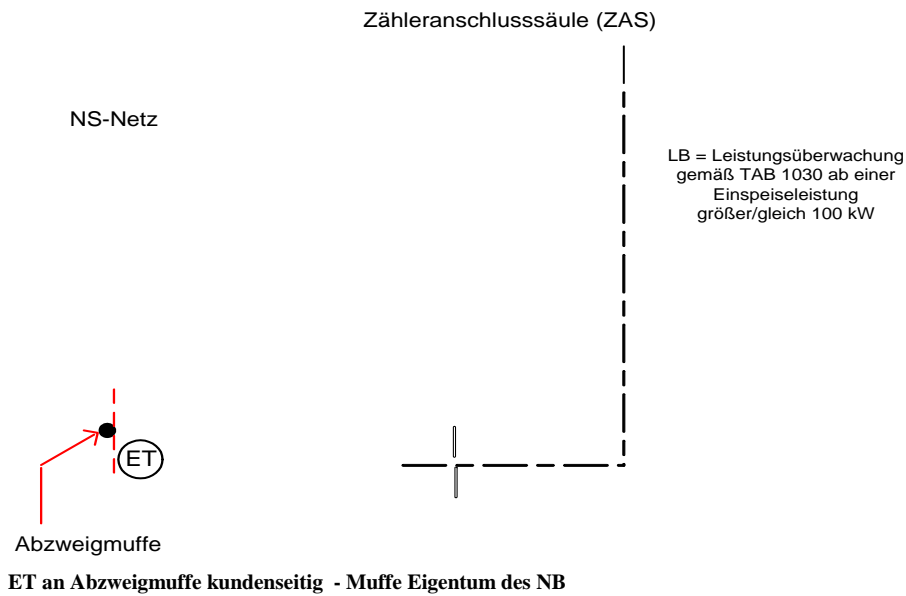 Zähleranschlusssäule (ZAS)
NS-Netz
LB = Leistungsüberwachung
gemäß TAB 1030 ab einer
Einspeiseleistung
größer/gleich 100 kW
ET
Abzweigmuffe
ET an Abzweigmuffe kundenseitig - Muffe Eigentum des NB